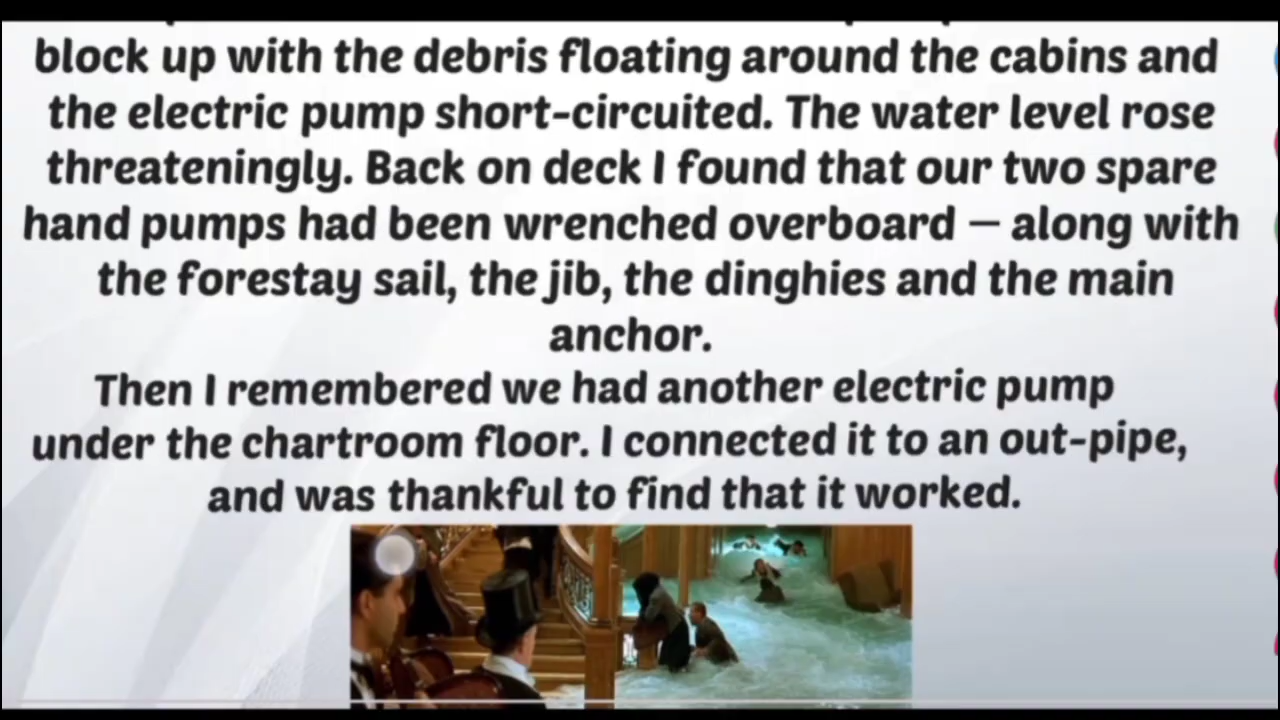 block up with the debris floating around the cabins and
the electric pump short-circuited. The water level rose
threateningly. Back on deck I found that our two spare
hand pumps had been wrenched overboard — along with
the forestay sail, the jib, the dinghies and the main
anchor.
Then I remembered we had another electric pump
under the chartroom floor. I connected it to an out-pipe,
and was thankful to find that it worked.